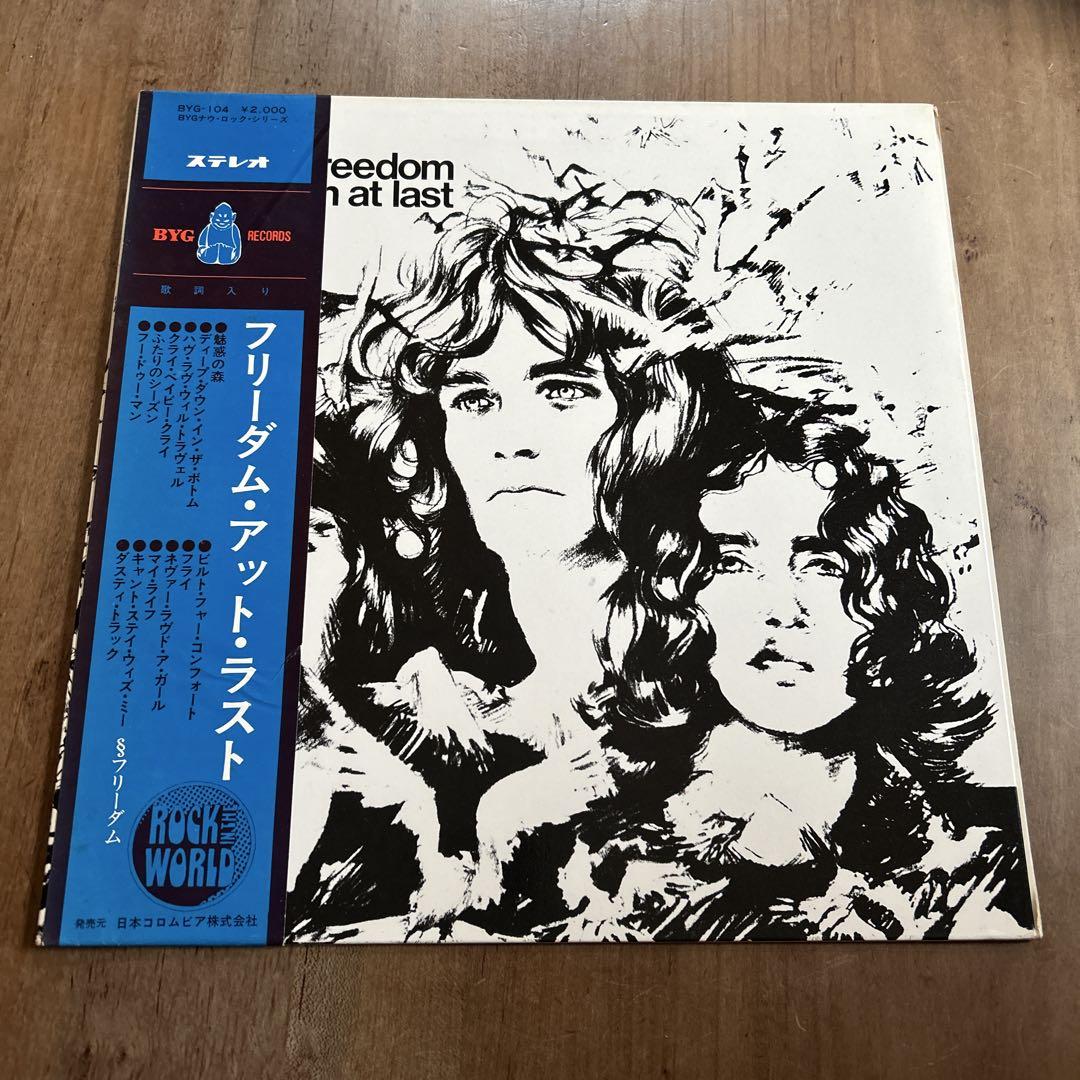 BYG-104 ¥2,000
BYGナウ・ロック・シリーズ
ステレオ
BYG RECORDS
歌詞入り
フリーダム・アット・ラスト
●魅惑の森
●ディープ・ダウン・イン・ザ・ボトム
●ハヴ・ラヴ・ウィル・トラヴェル
●クライ・ベイビー・クライ
●ふたりのシーズン
●フー・ドゥー・マン
●ビルト・フャー・コンフォート
●フライ
●ネヴァー・ラヴド・ア・ガール
●マイ・ライフ
●キャント・ステイ・ウィズ・ミー
●ダスティ・トラック
§フリーダム
ROCK
IN THE
WORLD
発売元 日本コロムビア株式会社
reedom
n at last